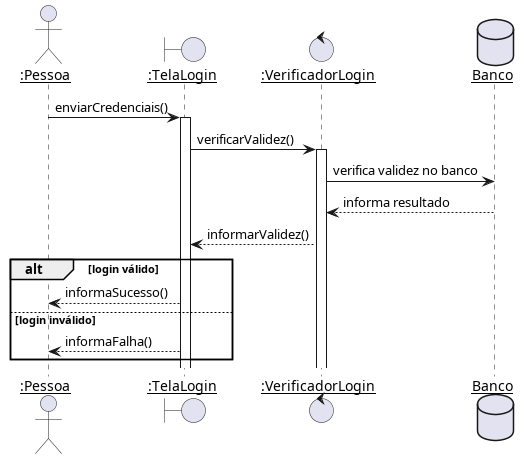 :Pessoa :TelaLogin :VerificadorLogin Banco
enviarCredenciais()
verificarValidez()
verifica validez no banco
informa resultado
informarValidez()
alt [login válido]
informaSucesso()
[login inválido]
informaFalha()
:Pessoa :TelaLogin :VerificadorLogin Banco